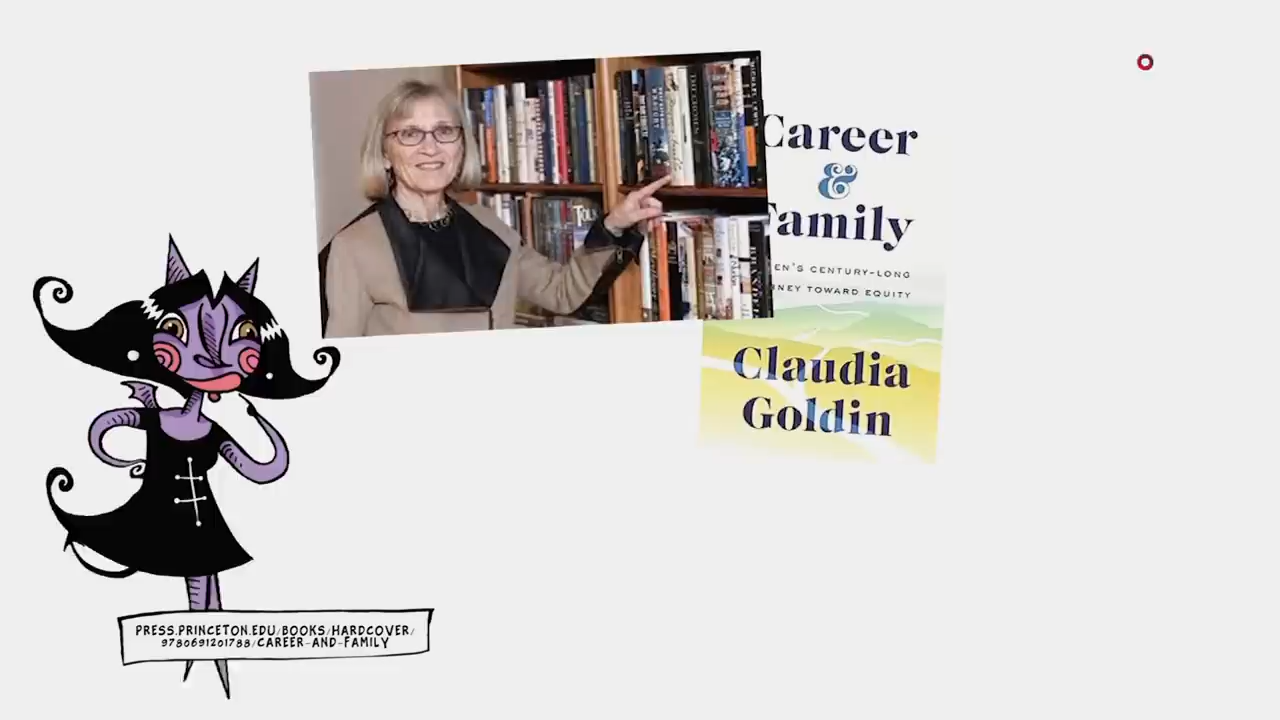 Career
&
Family
EN'S CENTURY-LONG
NEY TOWARD EQUITY
Claudia
Goldin
PRESS.PRINCETON.EDU/BOOKS/HARDCOVER/
9780691201788/CAREER-AND-FAMILY